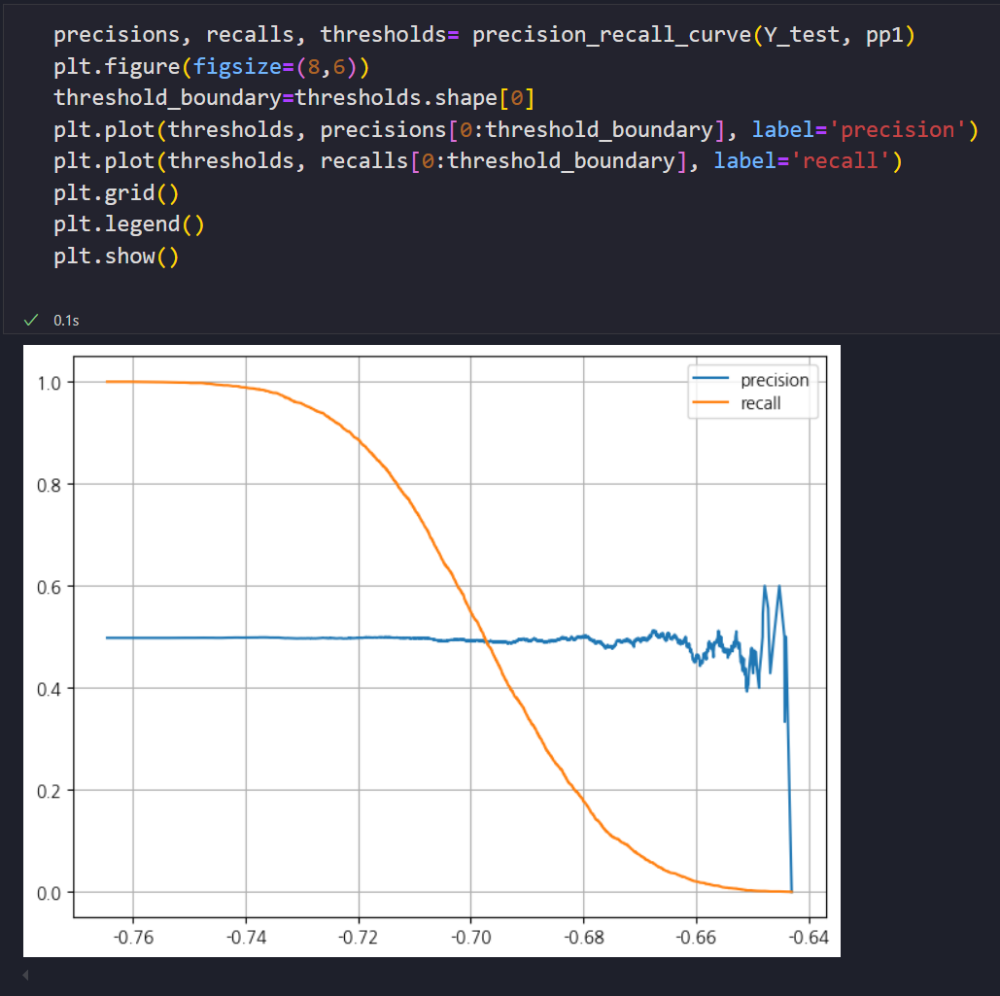 precisions, recalls, thresholds= precision_recall_curve(Y_test, pp1)
plt.figure(figsize=(8,6))
threshold_boundary=thresholds.shape[0]
plt.plot(thresholds, precisions[0:threshold_boundary], label='precision')
plt.plot(thresholds, recalls[0:threshold_boundary], label='recall')
plt.grid()
plt.legend()
plt.show()
0.1s
precision
recall
1.0
0.8
0.6
0.4
0.2
0.0
-0.76 -0.74 -0.72 -0.70 -0.68 -0.66 -0.64